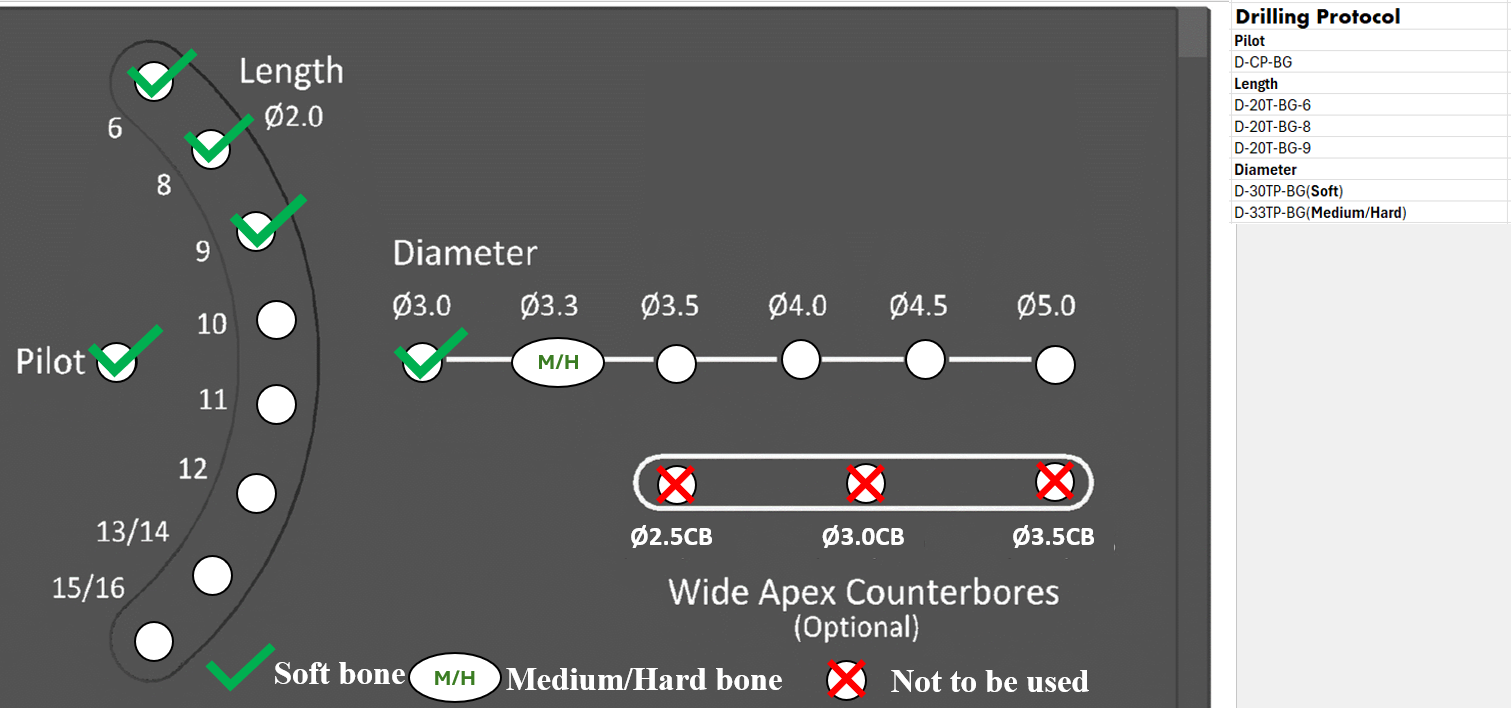 Length
Ø2.0
6
8
9
10
11
12
13/14
15/16
Pilot
Diameter
Ø3.0 Ø3.3 Ø3.5 Ø4.0 Ø4.5 Ø5.0
M/H
Ø2.5CB Ø3.0CB Ø3.5CB
Wide Apex Counterbores
(Optional)
Soft bone M/H Medium/Hard bone Not to be used
Drilling Protocol
Pilot
D-CP-BG
Length
D-20T-BG-6
D-20T-BG-8
D-20T-BG-9
Diameter
D-30TP-BG(Soft)
D-33TP-BG(Medium/Hard)